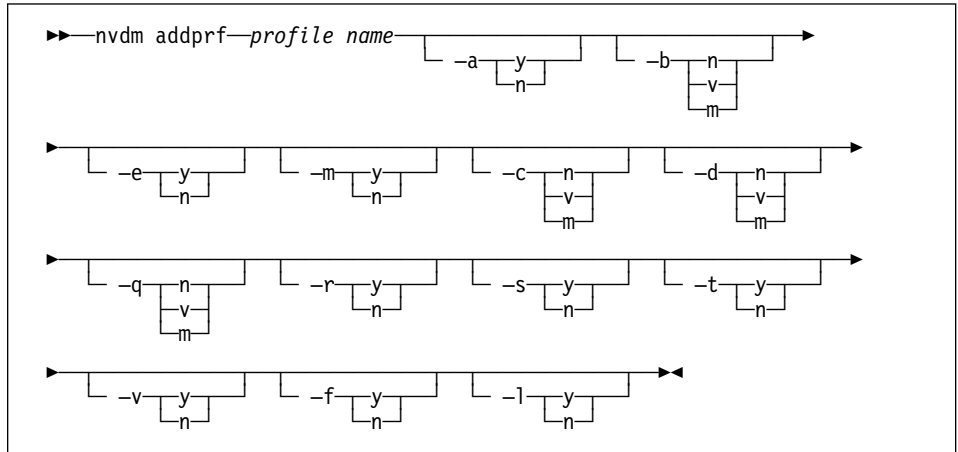 nvdm addprf profile name -a y -b n
n v
m
-e y -m y -c n -d n
n n v v
m m
-q n -r y -s y -t y
v n n n
m
-v y -f y -l y
n n n